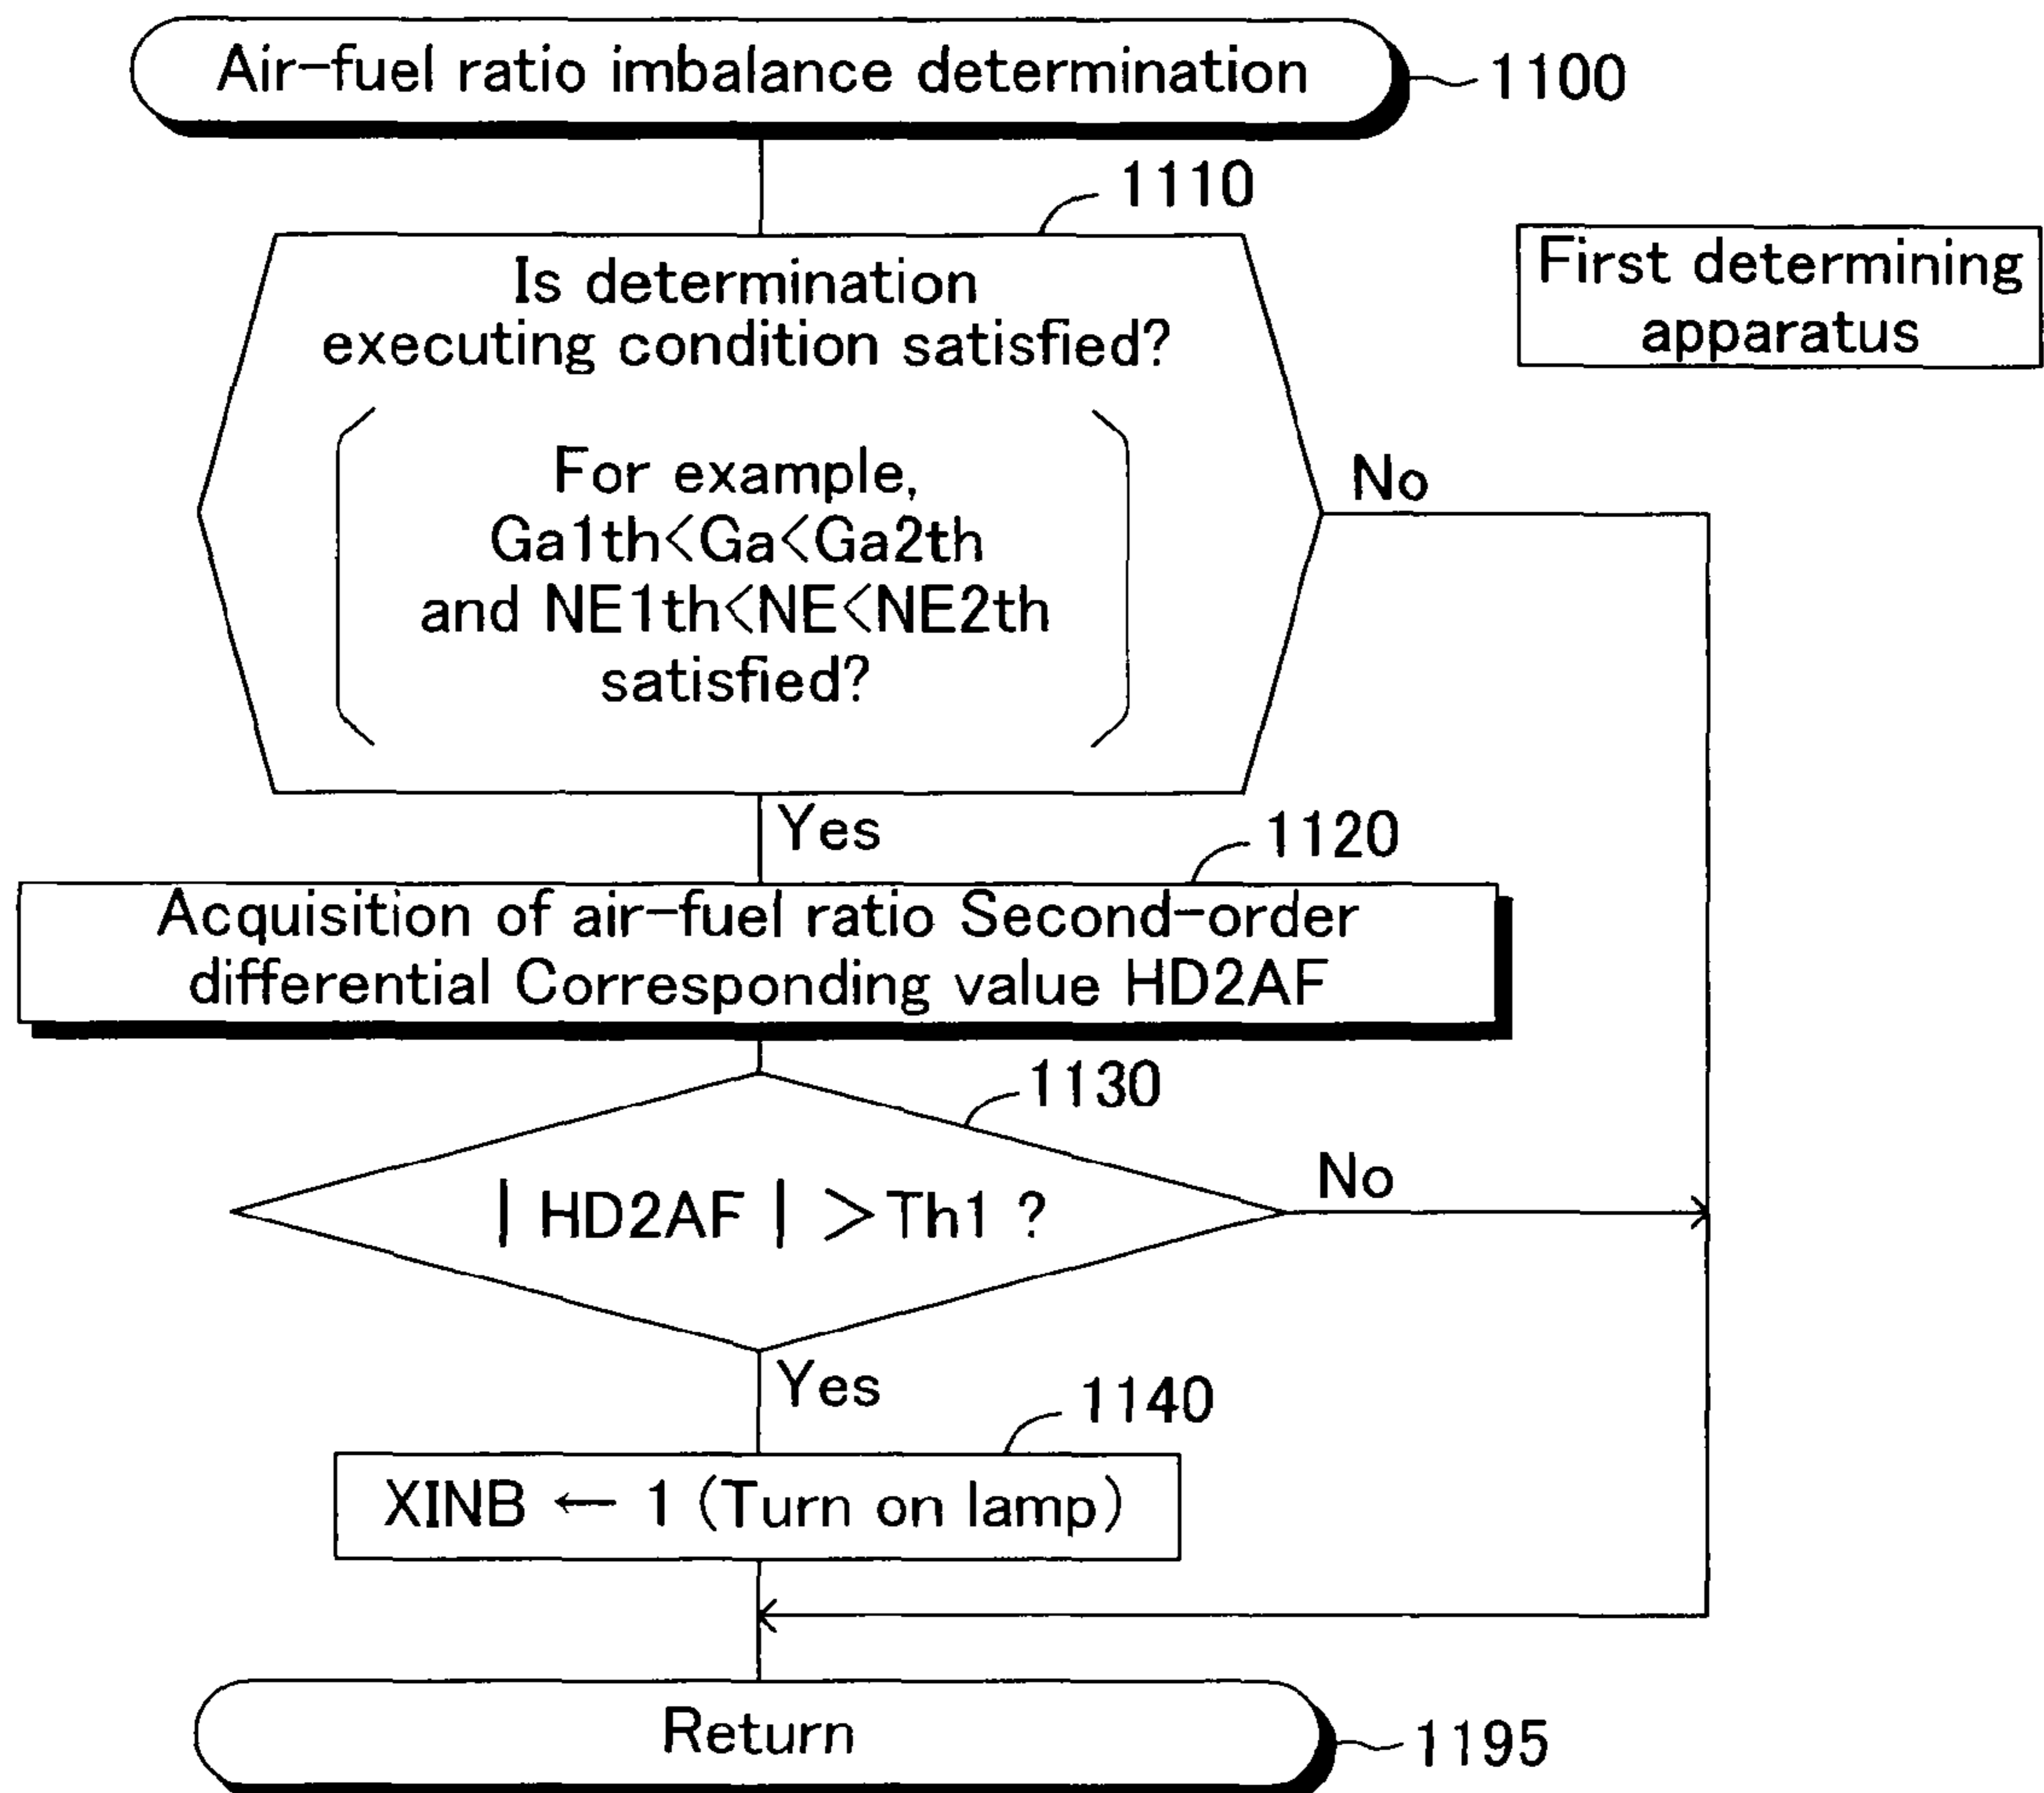 Air-fuel ratio imbalance determination
1100
1110
Is determination
executing condition satisfied?
First determining
apparatus
For example,
Ga1th<Ga<Ga2th
and NE1th<NE<NE2th
satisfied?
No
Yes
1120
Acquisition of air-fuel ratio Second-order
differential Corresponding value HD2AF
1130
| HD2AF | >Th1 ?
No
Yes
1140
XINB ← 1 (Turn on lamp)
Return
1195